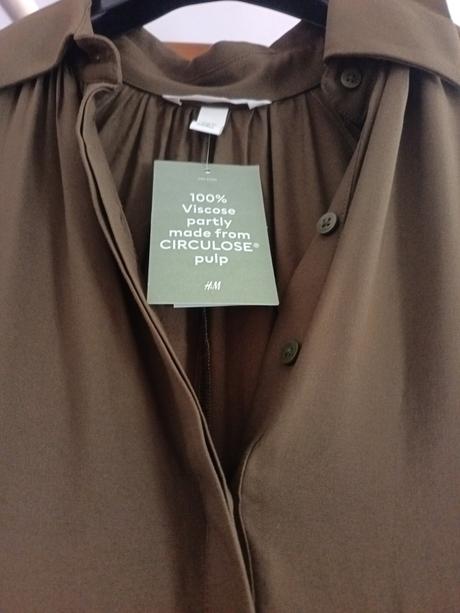 100%
Viscose
partly
made from
CIRCULOSE®
pulp
H&M